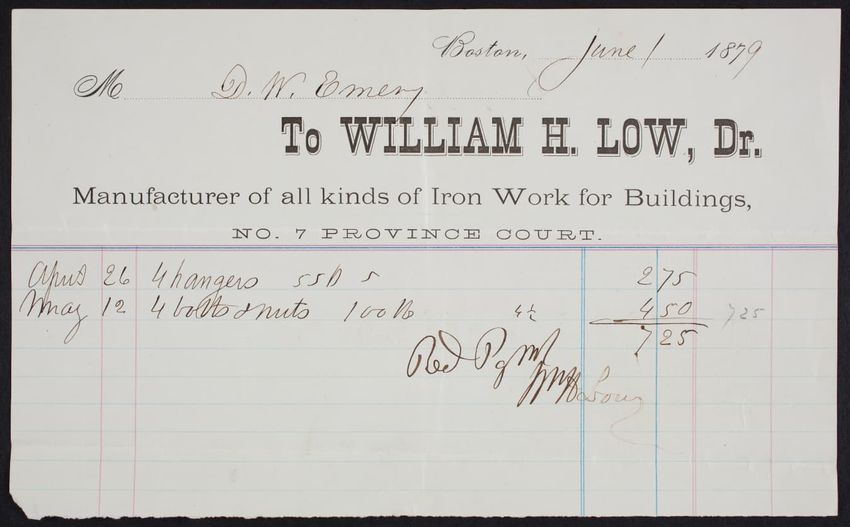 Boston, June 1 1879
M D. W. Emery
To WILLIAM H. LOW, Dr.
Manufacturer of all kinds of Iron Work for Buildings,
NO. 7 PROVINCE COURT.
April 26 4 hangers 55 lb 5 2 75
May 12 4 bolts & nuts 100 lb 4½ 4 50 7 25
7 25
Recd Paymt
Wm H Low